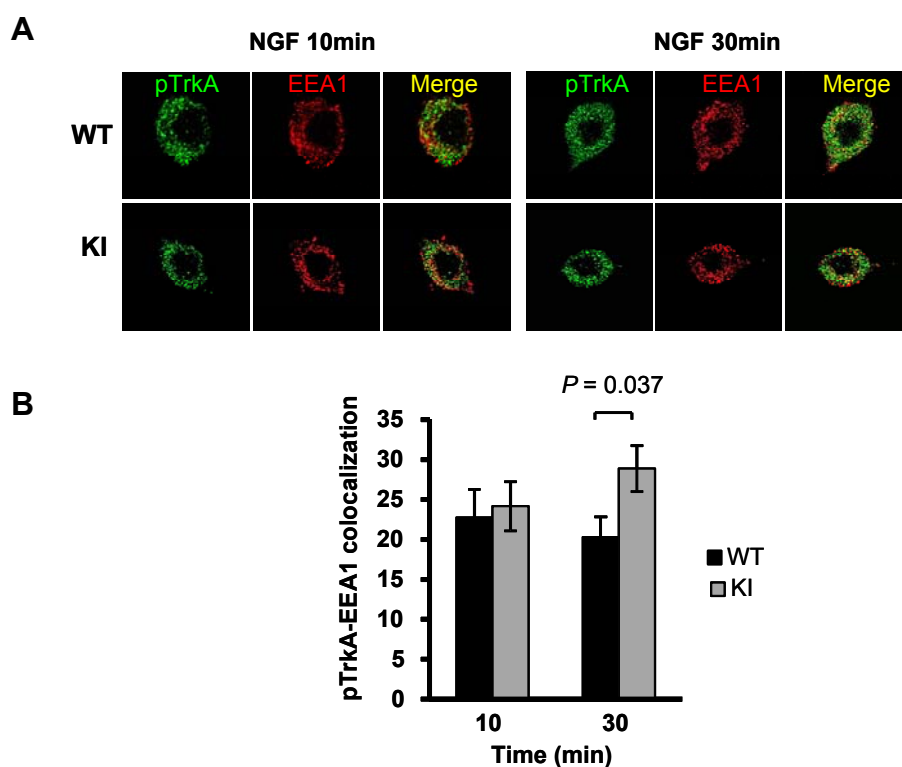 A
NGF 10min
NGF 30min
pTrkA
EEA1
Merge
pTrkA
EEA1
Merge
WT
KI
B
P = 0.037
pTrkA-EEA1 colocalization
35
30
25
20
15
10
5
0
WT
KI
10
30
Time (min)